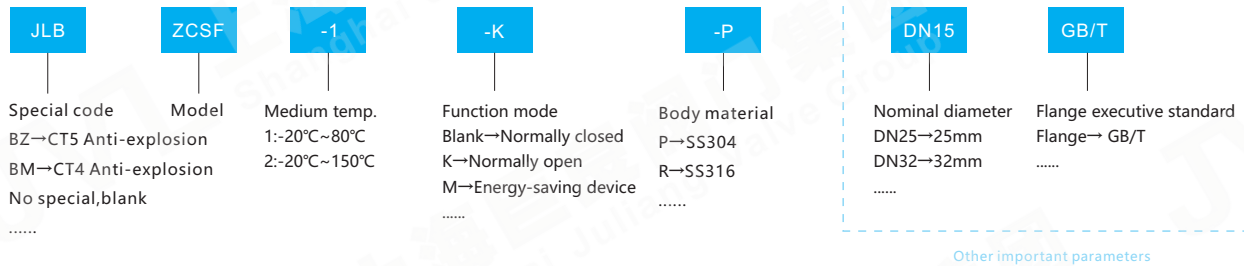 JLB ZCSF -1 -K -P DN15 GB/T
Special code
BZ→CT5 Anti-explosion
BM→CT4 Anti-explosion
No special,blank
......
Model
Medium temp.
1:-20℃~80℃
2:-20℃~150℃
Function mode
Blank→Normally closed
K→Normally open
M→Energy-saving device
......
Body material
P→SS304
R→SS316
......
Nominal diameter
DN25→25mm
DN32→32mm
......
Flange executive standard
Flange→ GB/T
......
Other important parameters